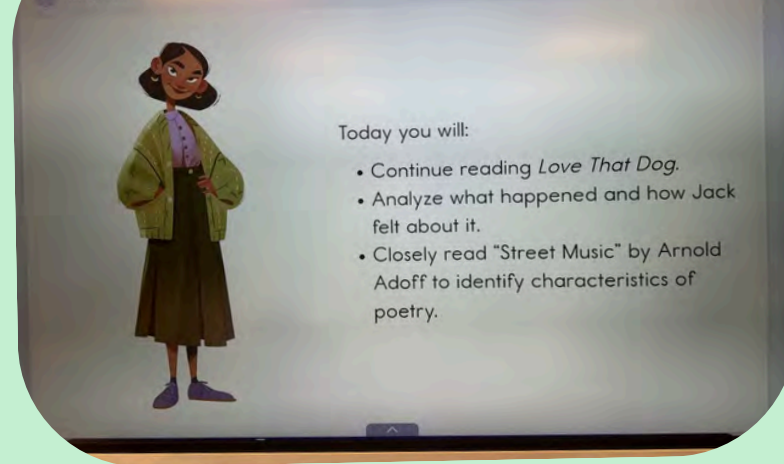 Today you will:
• Continue reading Love That Dog.
• Analyze what happened and how Jack
felt about it.
• Closely read “Street Music” by Arnold
Adoff to identify characteristics of
poetry.